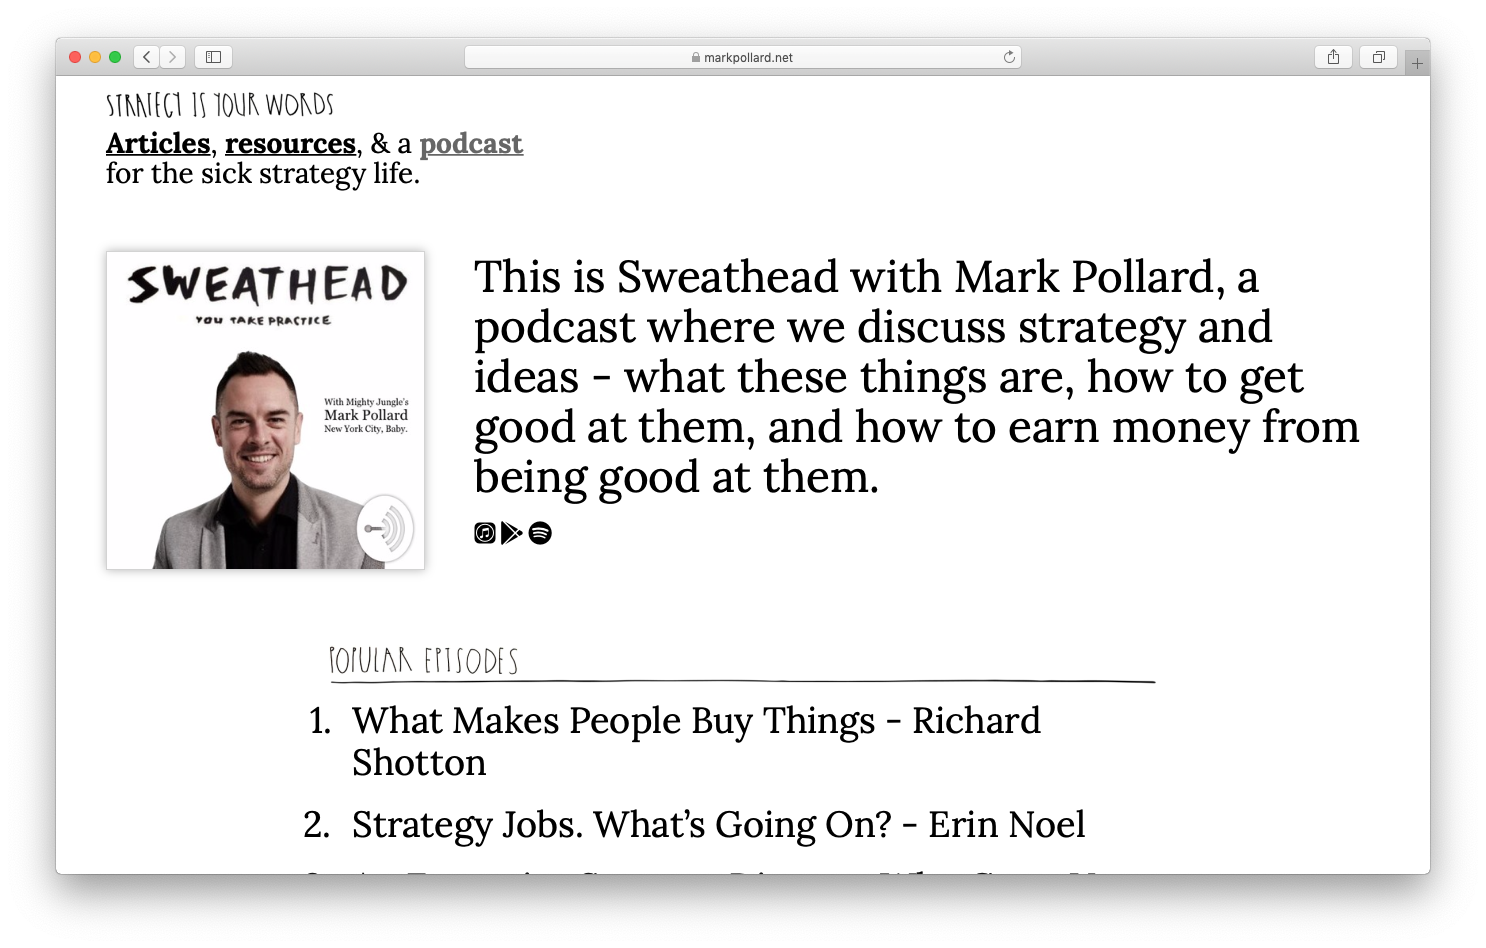 markpollard.net
STRATEGY IS YOUR WORDS
Articles, resources, & a podcast
for the sick strategy life.
SWEATHEAD
YOU TAKE PRACTICE
With Mighty Jungle's
Mark Pollard
New York City, Baby.
This is Sweathead with Mark Pollard, a
podcast where we discuss strategy and
ideas - what these things are, how to get
good at them, and how to earn money from
being good at them.
POPULAR EPISODES
1. What Makes People Buy Things - Richard
Shotton
2. Strategy Jobs. What's Going On? - Erin Noel